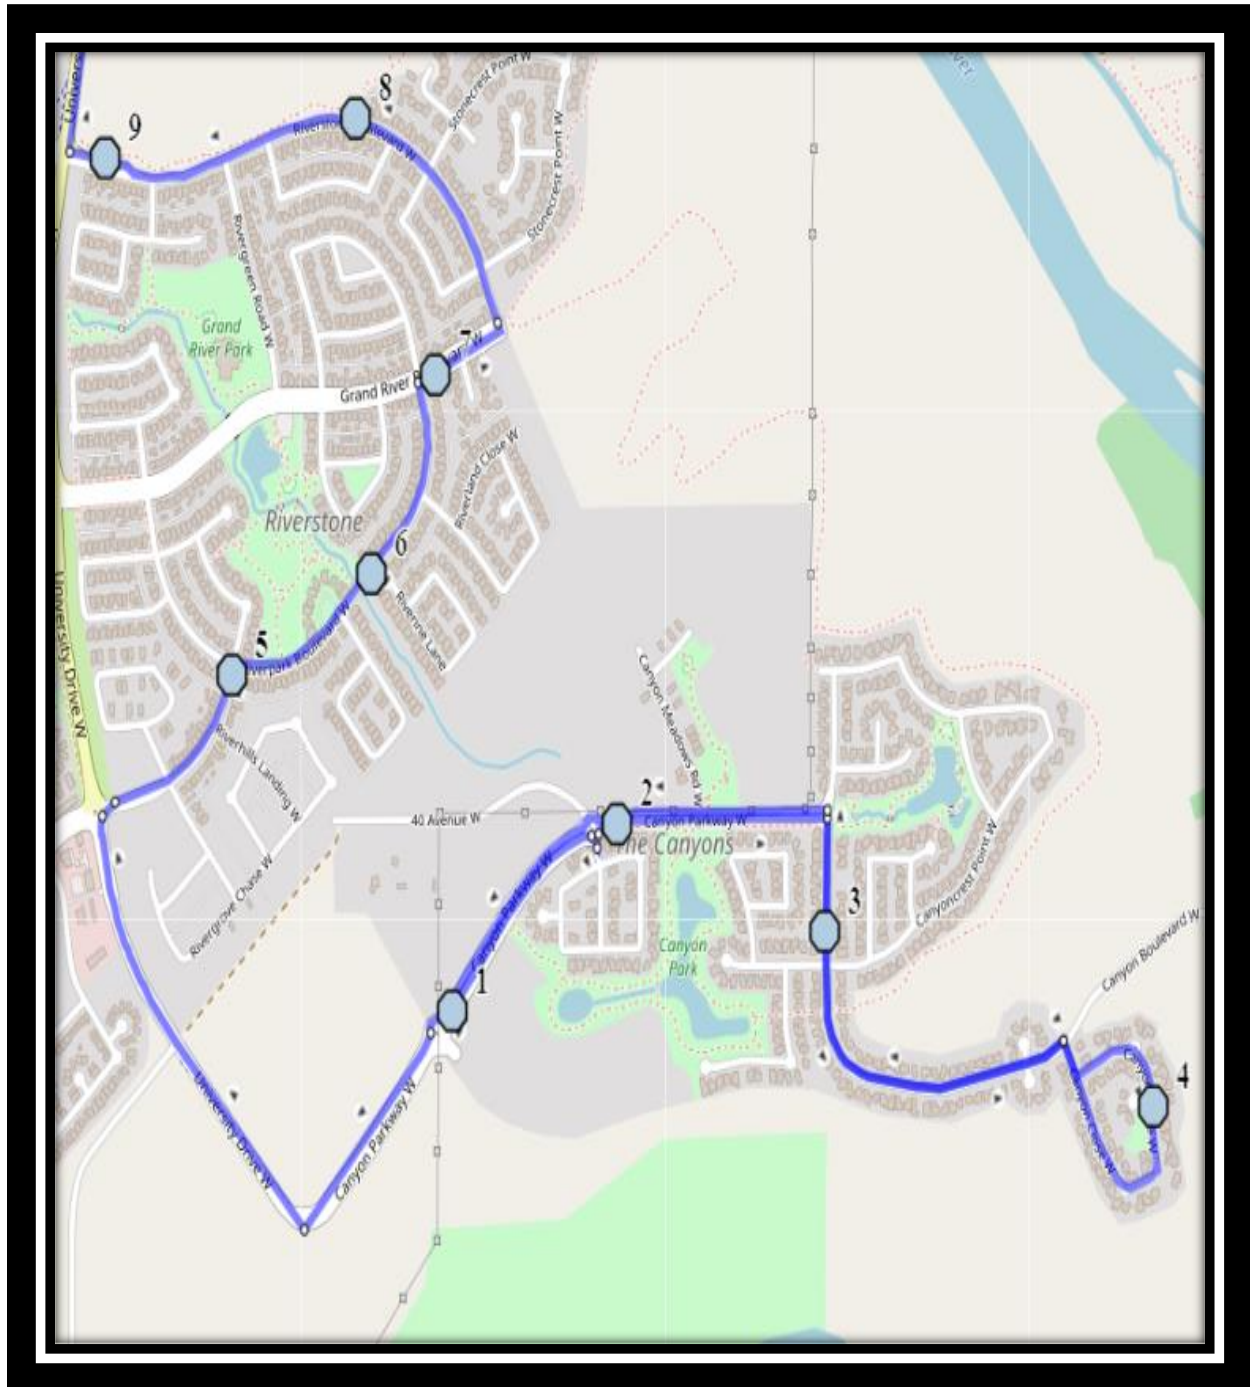 Univers
9
8
Stonecrest Point W
Stonecrest Point W
Rivergreen Road W
Grand
River Park
7
Grand River
Riverland Close W
Riverstone
6
Riverine Lane
5
University Drive W
Riverhills Landing W
Canyon Meadows Rd W
2
40 Avenue W
Canyon Parkway W
The Canyons
Rivergrove Chase W
Canyon Parkway W
3
Canyoncrest Point W
Canyon
Park
1
Canyon Boulevard W
4
University Drive W
Canyon Parkway W